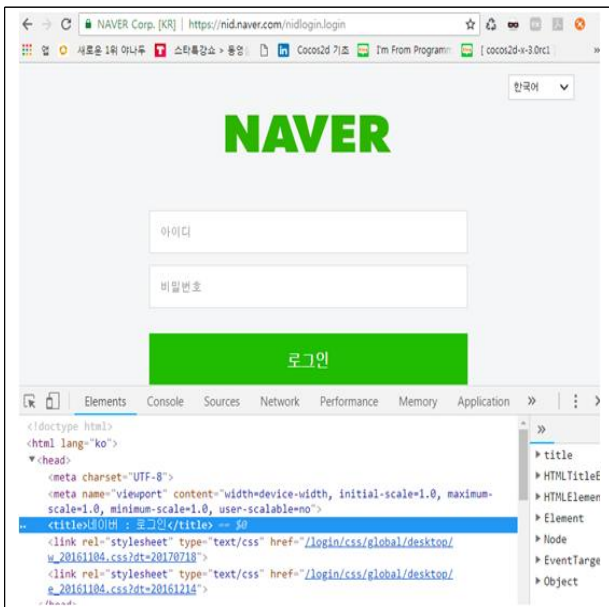 NAVER Corp. [KR] | https://nid.naver.com/nidlogin.login
앱 새로운 1위 야나두 스타특강쇼 > 동영 Cocos2d 기초 I'm From Program [ cocos2d-x-3.0rc1 ] »
한국어
NAVER
아이디
비밀번호
로그인
Elements Console Sources Network Performance Memory Application »
<!doctype html>
<html lang="ko">
▼<head>
<meta charset="UTF-8">
<meta name="viewport" content="width=device-width, initial-scale=1.0, maximum-
scale=1.0, minimum-scale=1.0, user-scalable=no">
<title>네이버 : 로그인</title> == $0
<link rel="stylesheet" type="text/css" href="/login/css/global/desktop/
w_20161104.css?dt=20170718">
<link rel="stylesheet" type="text/css" href="/login/css/global/desktop/
e_20161104.css?dt=20161214">
</head>
»
▶ title
▶ HTMLTitleE
▶ HTMLElemen
▶ Element
▶ Node
▶ EventTarge
▶ Object